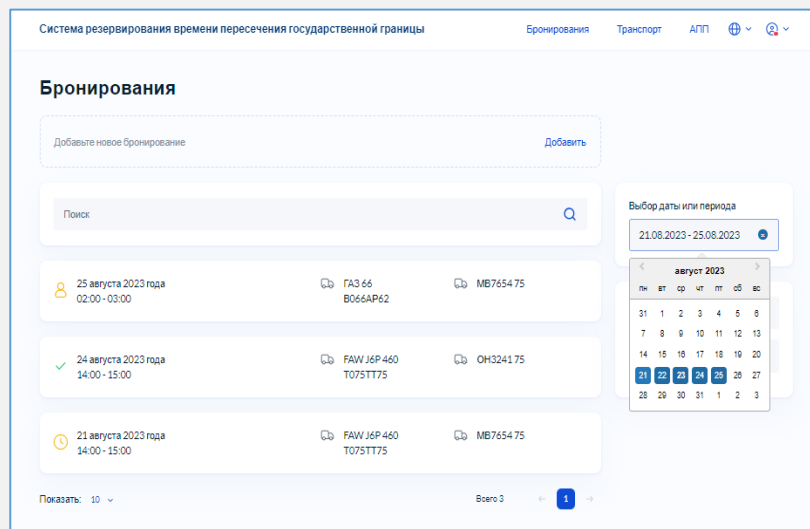 Система резервирования времени пересечения государственной границы
Бронирования Транспорт АПП
Бронирования
Добавьте новое бронирование Добавить
Поиск
Выбор даты или периода
21.08.2023 - 25.08.2023
август 2023
пн вт ср чт пт сб вс
31 1 2 3 4 5 6
7 8 9 10 11 12 13
14 15 16 17 18 19 20
21 22 23 24 25 26 27
28 29 30 31 1 2 3
25 августа 2023 года ГАЗ 66 МВ7654 75
02:00 - 03:00 В066АР62
24 августа 2023 года FAW J6P 460 ОН3241 75
14:00 - 15:00 Т075ТТ75
21 августа 2023 года FAW J6P 460 МВ7654 75
14:00 - 15:00 Т075ТТ75
Показать: 10 Всего 3 ← 1 →